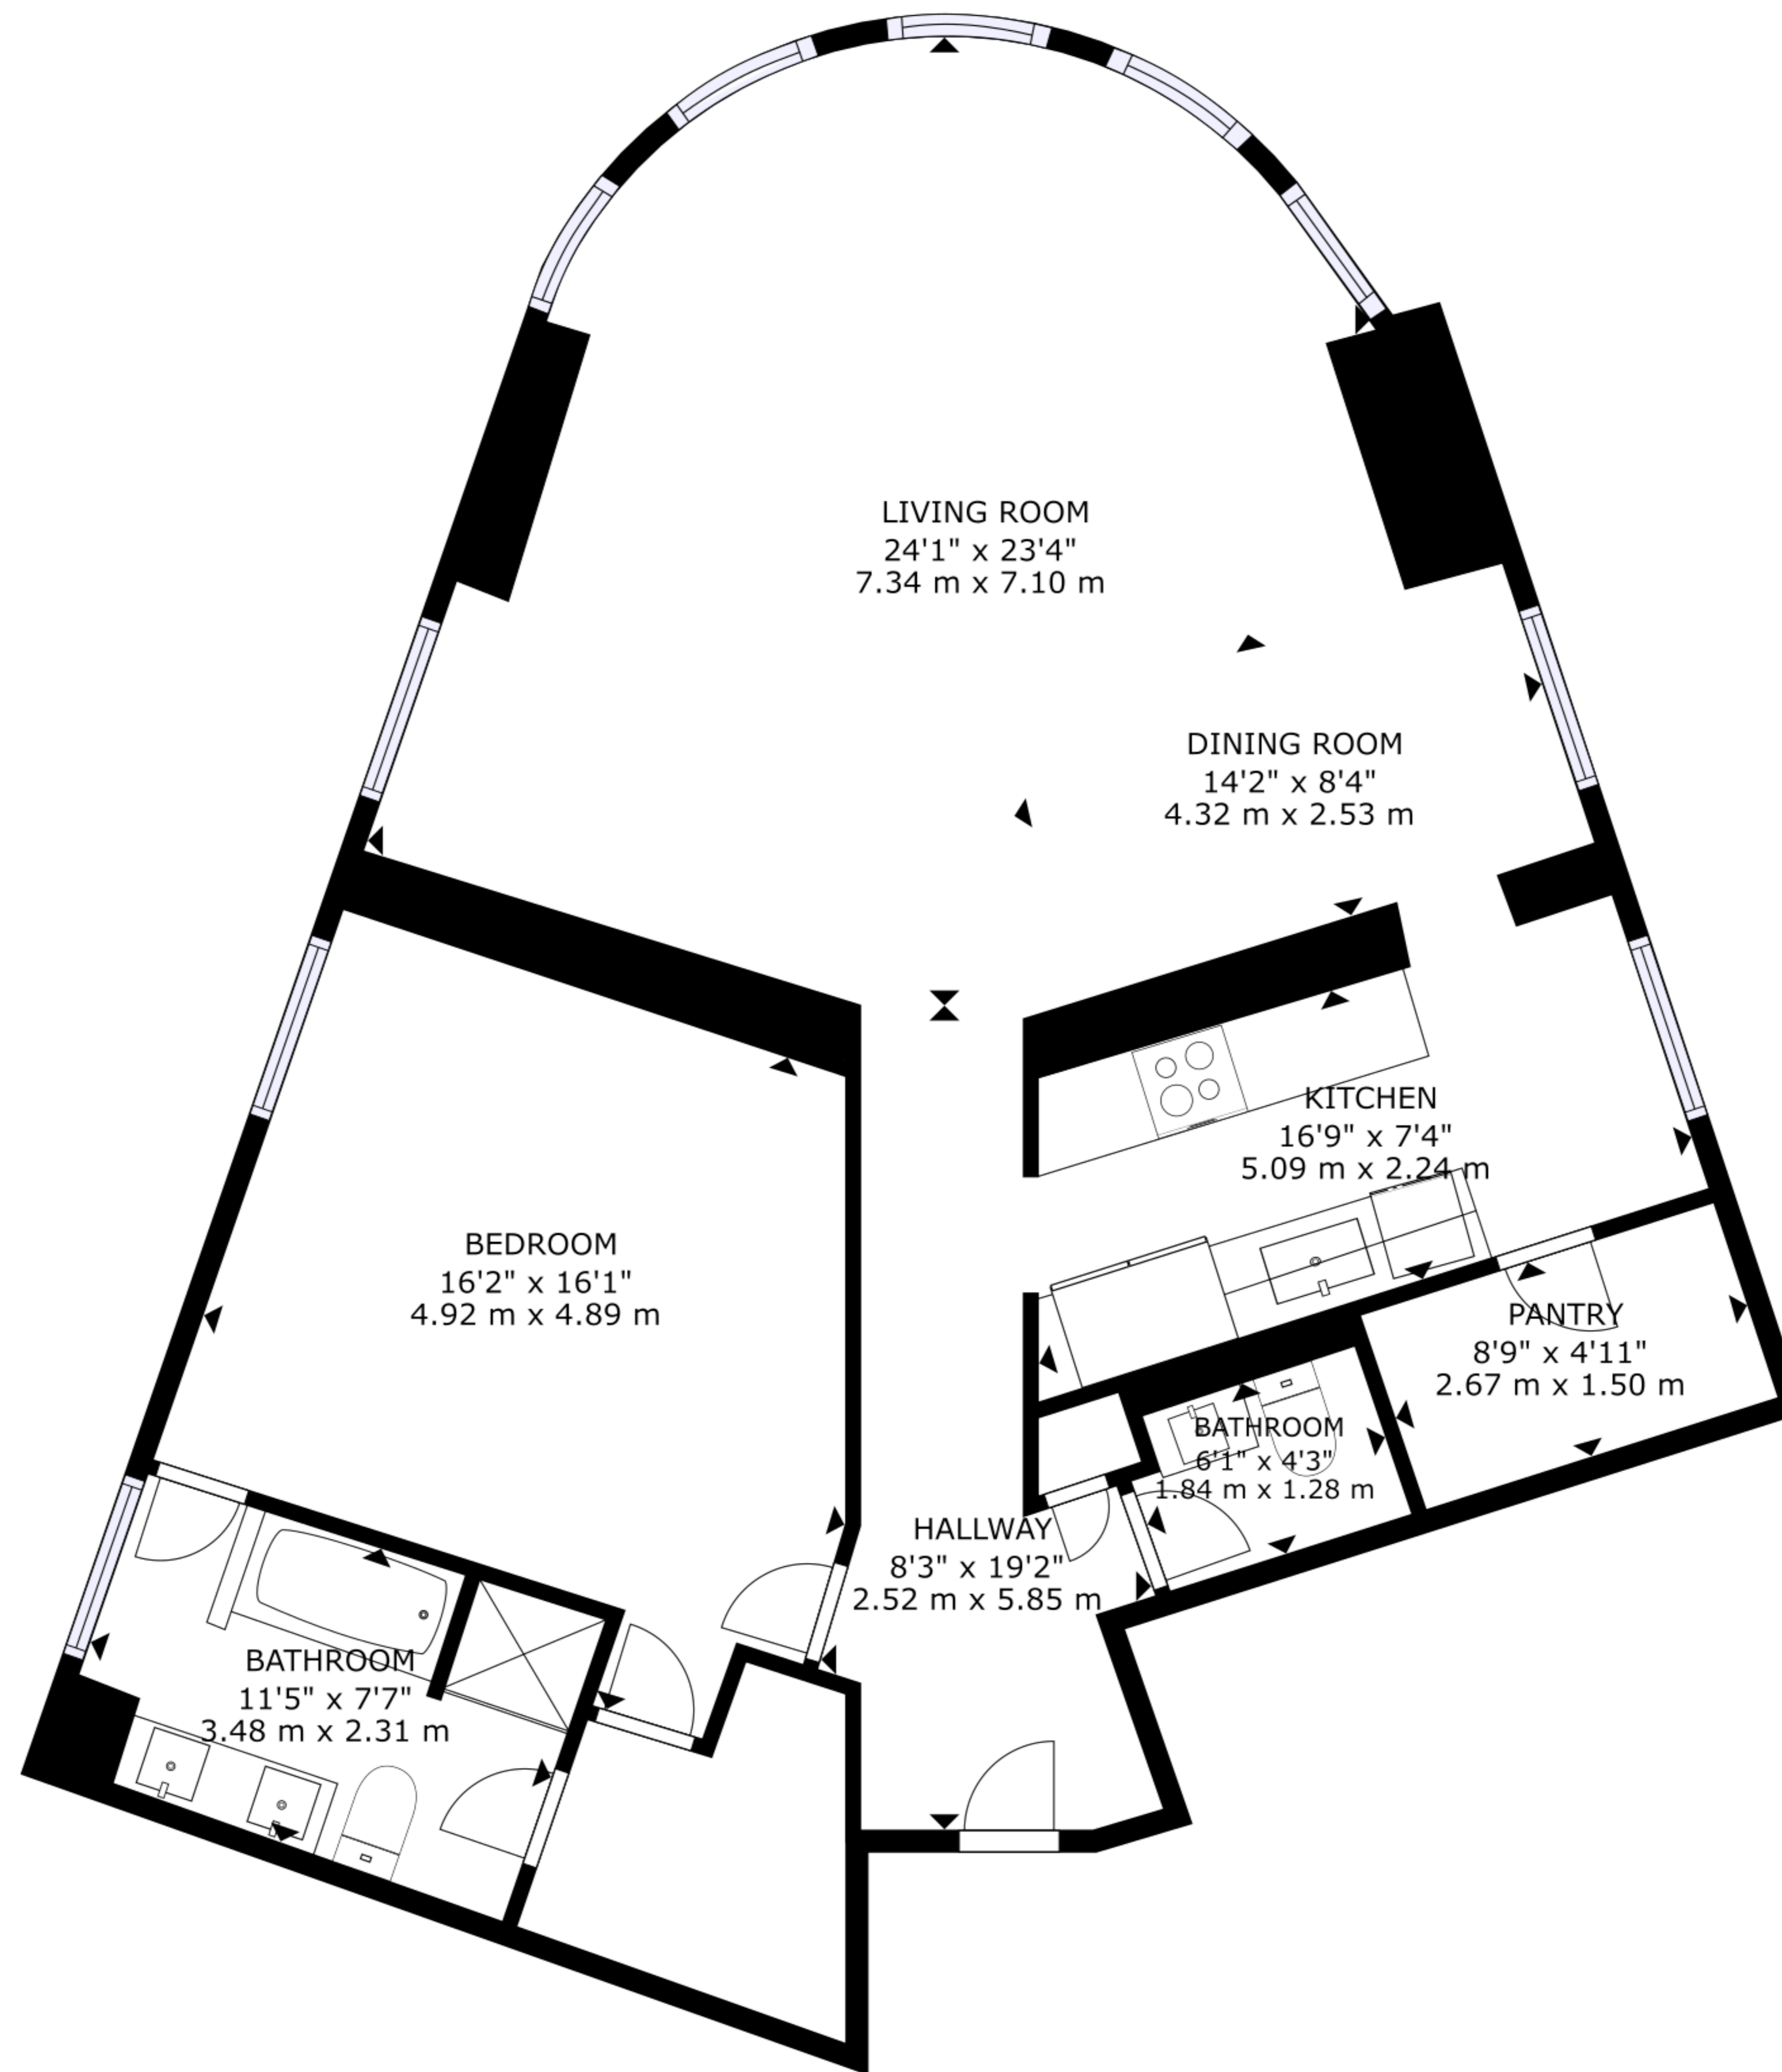 LIVING ROOM
24'1" x 23'4"
7.34 m x 7.10 m
DINING ROOM
14'2" x 8'4"
4.32 m x 2.53 m
KITCHEN
16'9" x 7'4"
5.09 m x 2.24 m
BEDROOM
16'2" x 16'1"
4.92 m x 4.89 m
PANTRY
8'9" x 4'11"
2.67 m x 1.50 m
BATHROOM
6'1" x 4'3"
1.84 m x 1.28 m
HALLWAY
8'3" x 19'2"
2.52 m x 5.85 m
BATHROOM
11'5" x 7'7"
3.48 m x 2.31 m